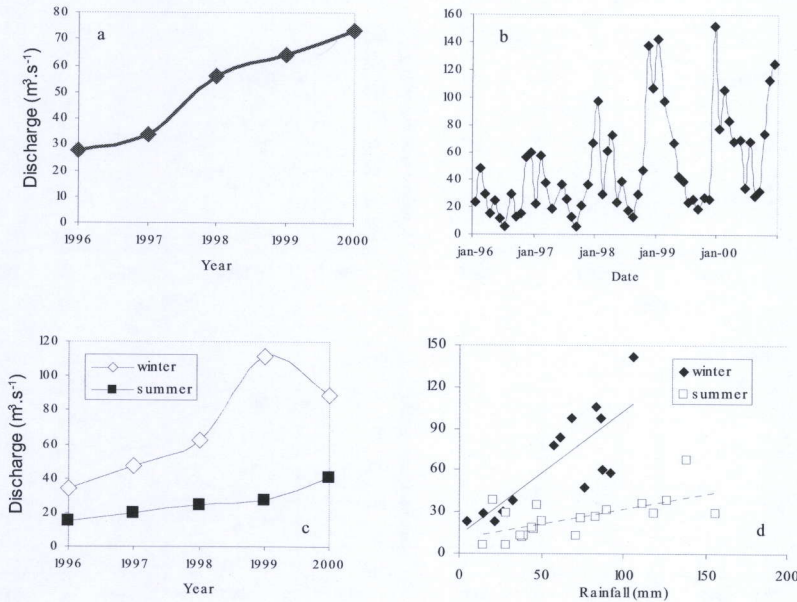 a
80
70
60
50
40
30
20
10
0
Discharge (m³.s⁻¹)
1996 1997 1998 1999 2000
Year
b
160
140
120
100
80
60
40
20
0
jan-96 jan-97 jan-98 jan-99 jan-00
Date
winter
summer
120
100
80
60
40
20
0
Discharge (m³.s⁻¹)
c
1996 1997 1998 1999 2000
Year
winter
summer
150
120
90
60
30
0
d
0 50 100 150 200
Rainfall (mm)